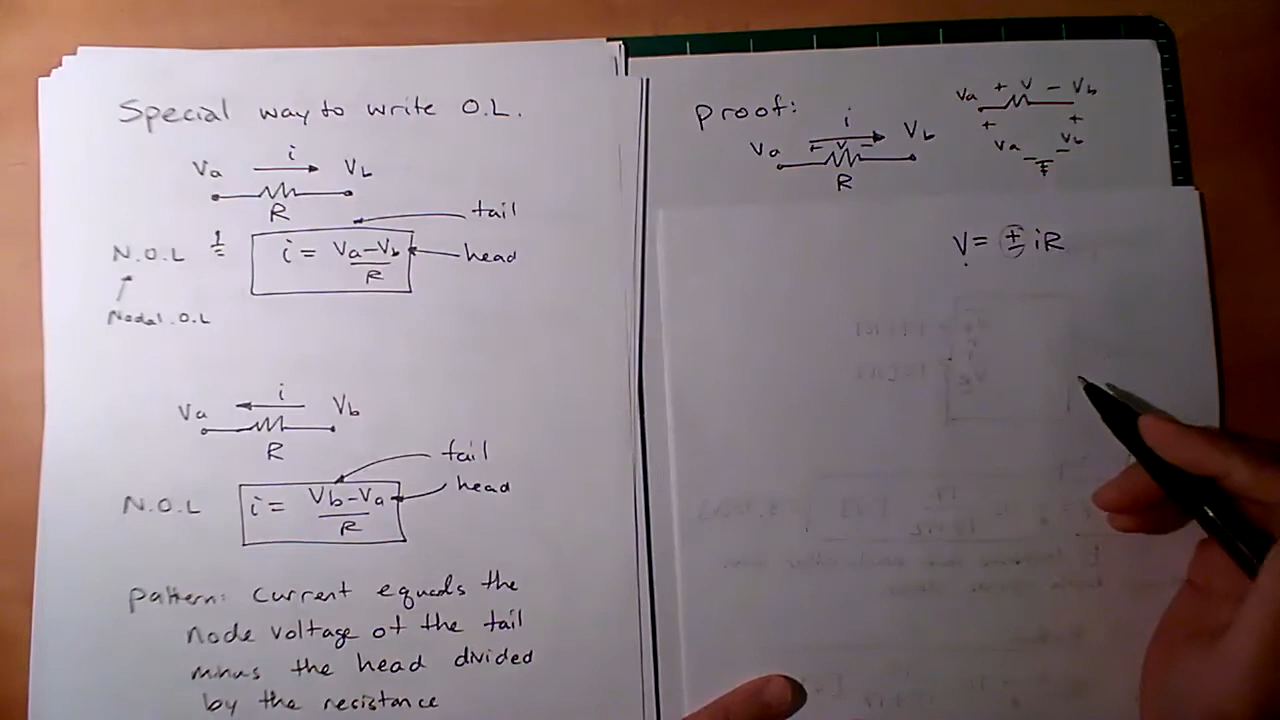 Special way to write O.L.
i
Va Vb
R
tail
N.O.L i = Va-Vb / R
head
Nodal O.L
i
Va Vb
R
tail
head
N.O.L i = Vb-Va / R
pattern: current equals the
node voltage of the tail
minus the head divided
by the resistance
proof:
i
Va + V - Vb
R
Va + V - Vb
+ +
Va - - Vb
V = ± iR